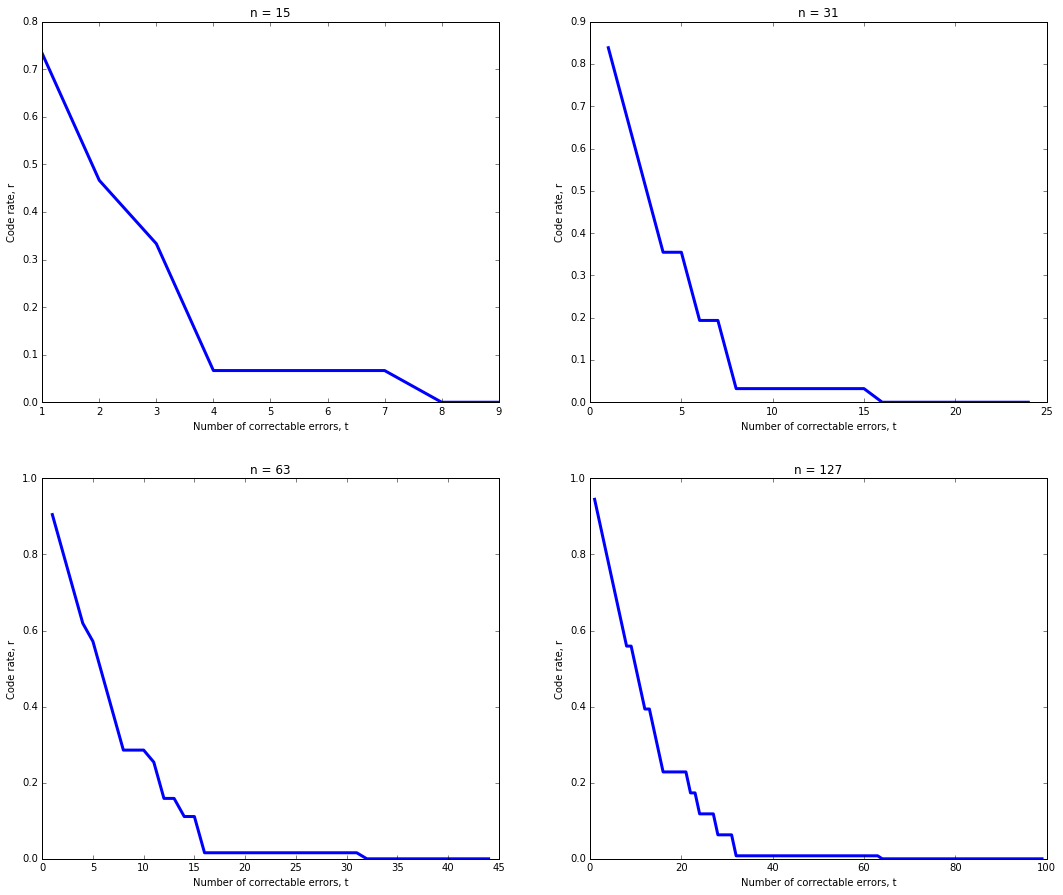 n = 15
0.8
0.7
0.6
0.5
0.4
0.3
0.2
0.1
0.0
Code rate, r
1 2 3 4 5 6 7 8 9
Number of correctable errors, t
n = 31
0.9
0.8
0.7
0.6
0.5
0.4
0.3
0.2
0.1
0.0
Code rate, r
0 5 10 15 20 25
Number of correctable errors, t
n = 63
1.0
0.8
0.6
0.4
0.2
0.0
Code rate, r
0 5 10 15 20 25 30 35 40 45
Number of correctable errors, t
n = 127
1.0
0.8
0.6
0.4
0.2
0.0
Code rate, r
0 20 40 60 80 100
Number of correctable errors, t